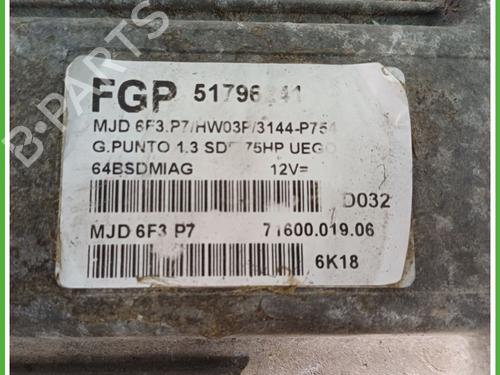 B-PARTS
FGP 51796241
MJD 6F3.P7/HW03P/3144-P754
G.PUNTO 1.3 75HP UEGO
64BSDMIAG 12V=
D032
MJD 6F3 P7 71600.019.06
6K18